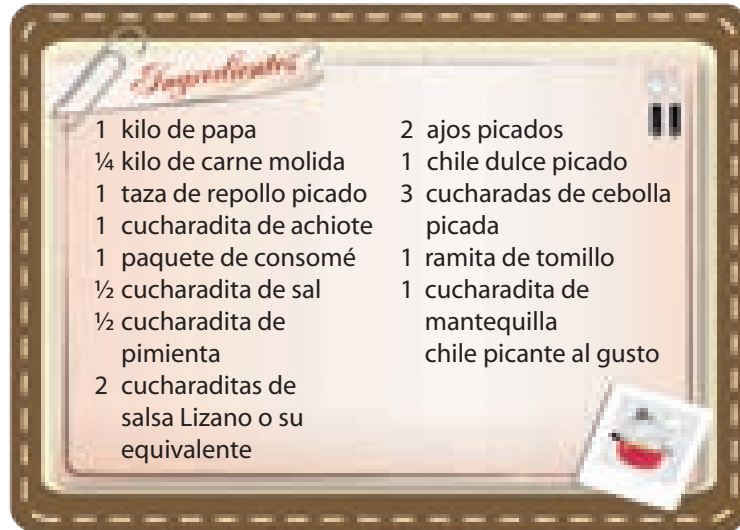 Ingredientes
1 kilo de papa
¼ kilo de carne molida
1 taza de repollo picado
1 cucharadita de achiote
1 paquete de consomé
½ cucharadita de sal
½ cucharadita de
pimienta
2 cucharaditas de
salsa Lizano o su
equivalente
2 ajos picados
1 chile dulce picado
3 cucharadas de cebolla
picada
1 ramita de tomillo
1 cucharadita de
mantequilla
chile picante al gusto